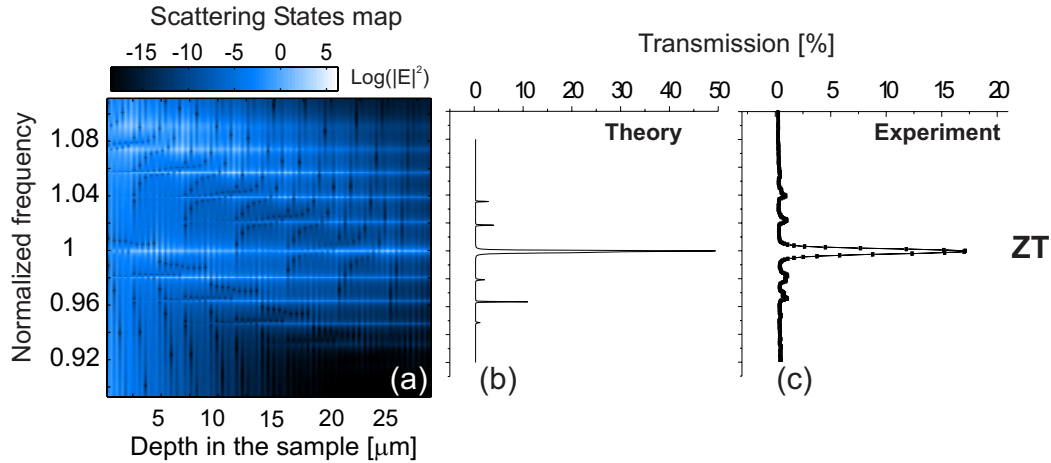 Scattering States map
-15 -10 -5 0 5
Log(|E|²)
Normalized frequency
1.08
1.04
1
0.96
0.92
(a)
5 10 15 20 25
Depth in the sample [μm]
Transmission [%]
0 10 20 30 40 50
Theory
(b)
0 5 10 15 20
Experiment
(c)
ZT